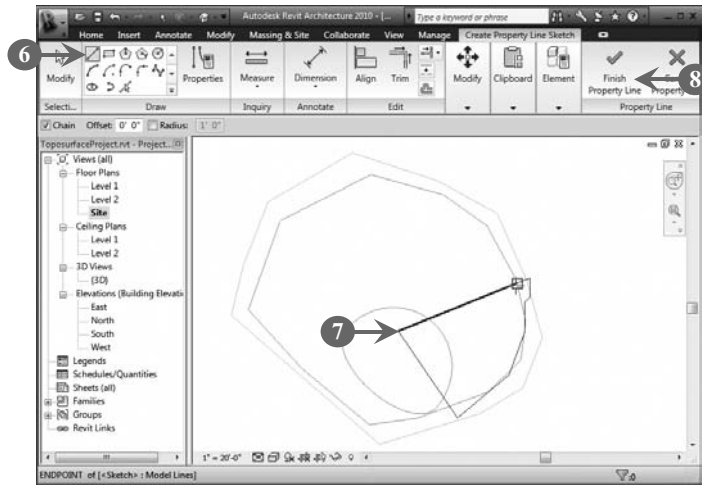 Autodesk Revit Architecture 2010 - [...
Type a keyword or phrase
Home Insert Annotate Modify Massing & Site Collaborate View Manage Create Property Line Sketch
6
8
Modify
Properties
Measure
Dimension
Align
Trim
Modify
Clipboard
Element
Finish
Property Line
Property
Selecti...
Draw
Inquiry
Annotate
Edit
Property Line
Chain Offset: 0' 0" Radius: 1' 0"
ToposurfaceProject.rvt - Project...
Views (all)
Floor Plans
Level 1
Level 2
Site
Ceiling Plans
Level 1
Level 2
3D Views
{3D}
Elevations (Building Elevati
East
North
South
West
Legends
Schedules/Quantities
Sheets (all)
Families
Groups
Revit Links
7
1" = 20'-0"
ENDPOINT of [<Sketch> : Model Lines]
:0